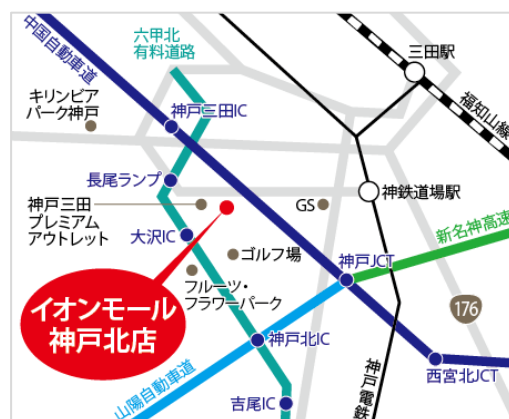 中国自動車道
六甲北
有料道路
三田駅
福知山線
キリンビア
パーク神戸
神戸三田IC
長尾ランプ
神戸三田
プレミアム
アウトレット
GS
神鉄道場駅
大沢IC
ゴルフ場
新名神高速
神戸JCT
フルーツ・
フラワーパーク
イオンモール
神戸北店
176
神戸北IC
山陽自動車道
神戸電鉄
西宮北JCT
吉尾IC